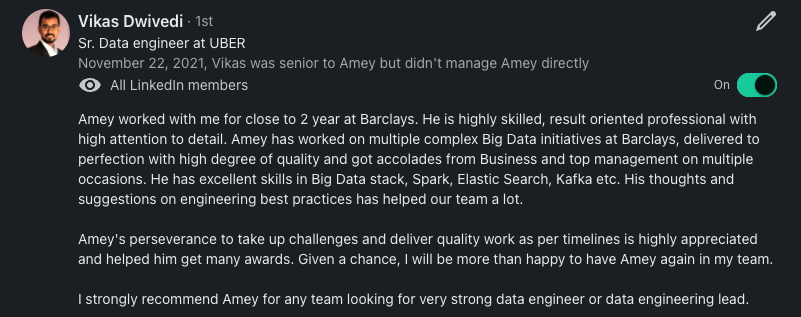 Vikas Dwivedi · 1st
Sr. Data engineer at UBER
November 22, 2021, Vikas was senior to Amey but didn't manage Amey directly
All LinkedIn members
On
Amey worked with me for close to 2 year at Barclays. He is highly skilled, result oriented professional with
high attention to detail. Amey has worked on multiple complex Big Data initiatives at Barclays, delivered to
perfection with high degree of quality and got accolades from Business and top management on multiple
occasions. He has excellent skills in Big Data stack, Spark, Elastic Search, Kafka etc. His thoughts and
suggestions on engineering best practices has helped our team a lot.
Amey's perseverance to take up challenges and deliver quality work as per timelines is highly appreciated
and helped him get many awards. Given a chance, I will be more than happy to have Amey again in my team.
I strongly recommend Amey for any team looking for very strong data engineer or data engineering lead.